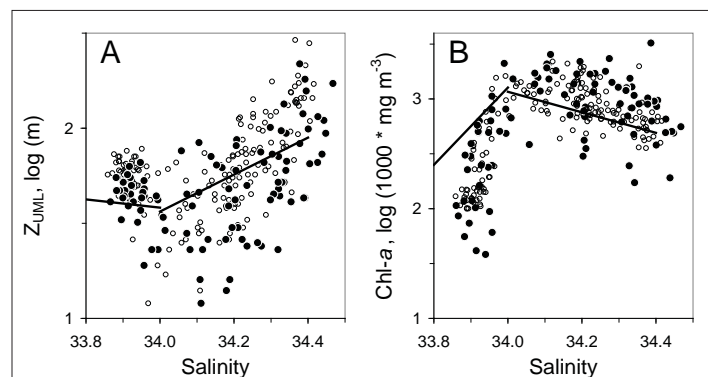 A
Z_UML, log (m)
2
1
33.8 34.0 34.2 34.4
Salinity
B
Chl-a, log (1000 * mg m-3)
3
2
1
33.8 34.0 34.2 34.4
Salinity